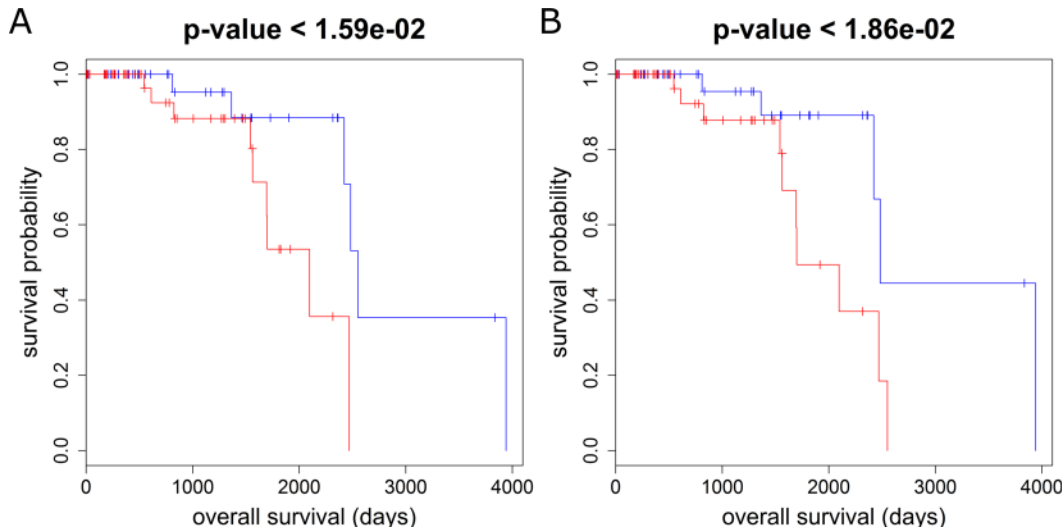 A
p-value < 1.59e-02
survival probability
1.0
0.8
0.6
0.4
0.2
0.0
0
1000
2000
3000
4000
overall survival (days)
B
p-value < 1.86e-02
survival probability
1.0
0.8
0.6
0.4
0.2
0.0
0
1000
2000
3000
4000
overall survival (days)